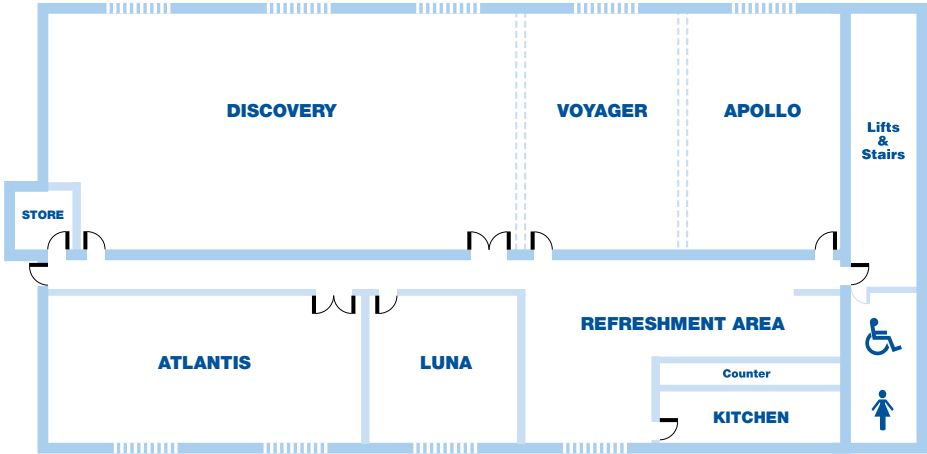 DISCOVERY
VOYAGER
APOLLO
Lifts
&
Stairs
STORE
REFRESHMENT AREA
ATLANTIS
LUNA
Counter
KITCHEN